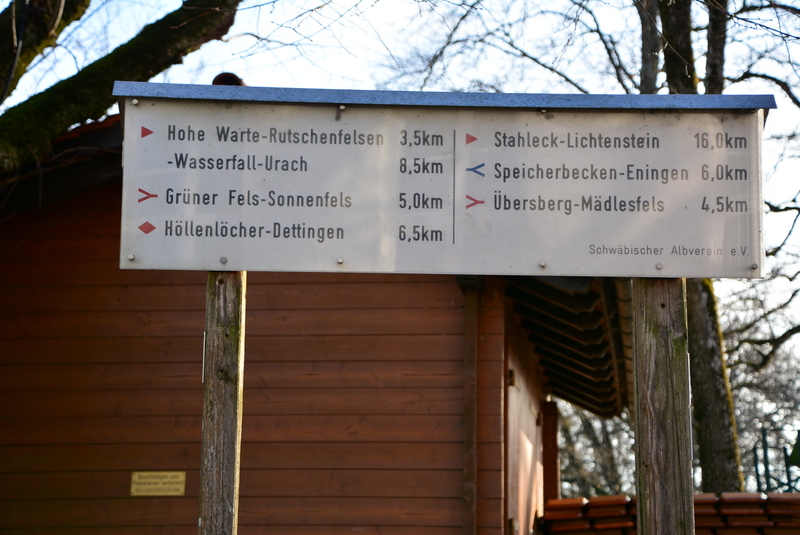 Hohe Warte-Rutschenfelsen 3,5km
-Wasserfall-Urach 8,5km
Grüner Fels-Sonnenfels 5,0km
Höllenlöcher-Dettingen 6,5km
Stahleck-Lichtenstein 16,0km
Speicherbecken-Eningen 6,0km
Übersberg-Mädlesfels 4,5km
Schwäbischer Albverein e.V.